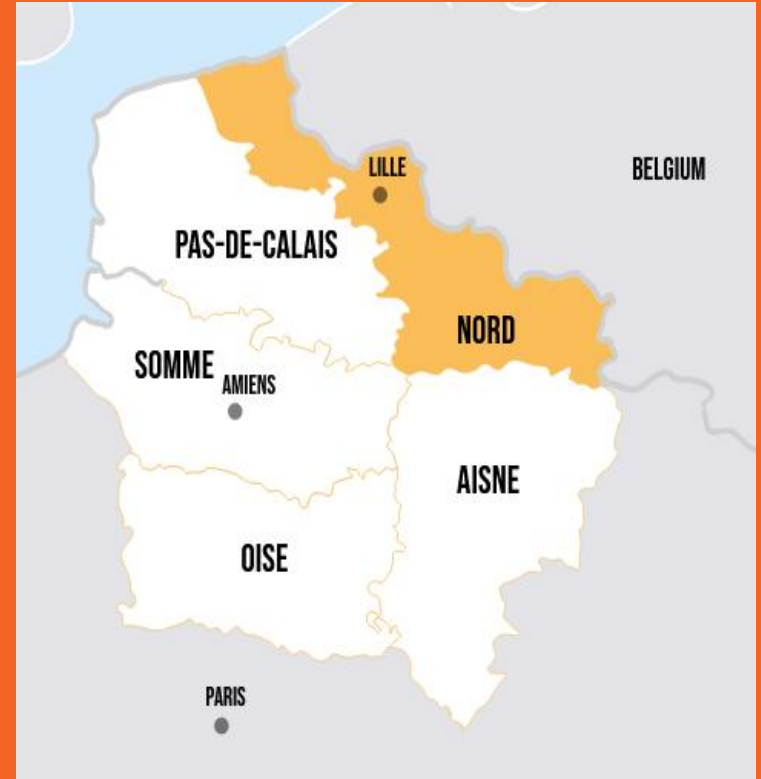 LILLE
BELGIUM
PAS-DE-CALAIS
NORD
SOMME
AMIENS
AISNE
OISE
PARIS